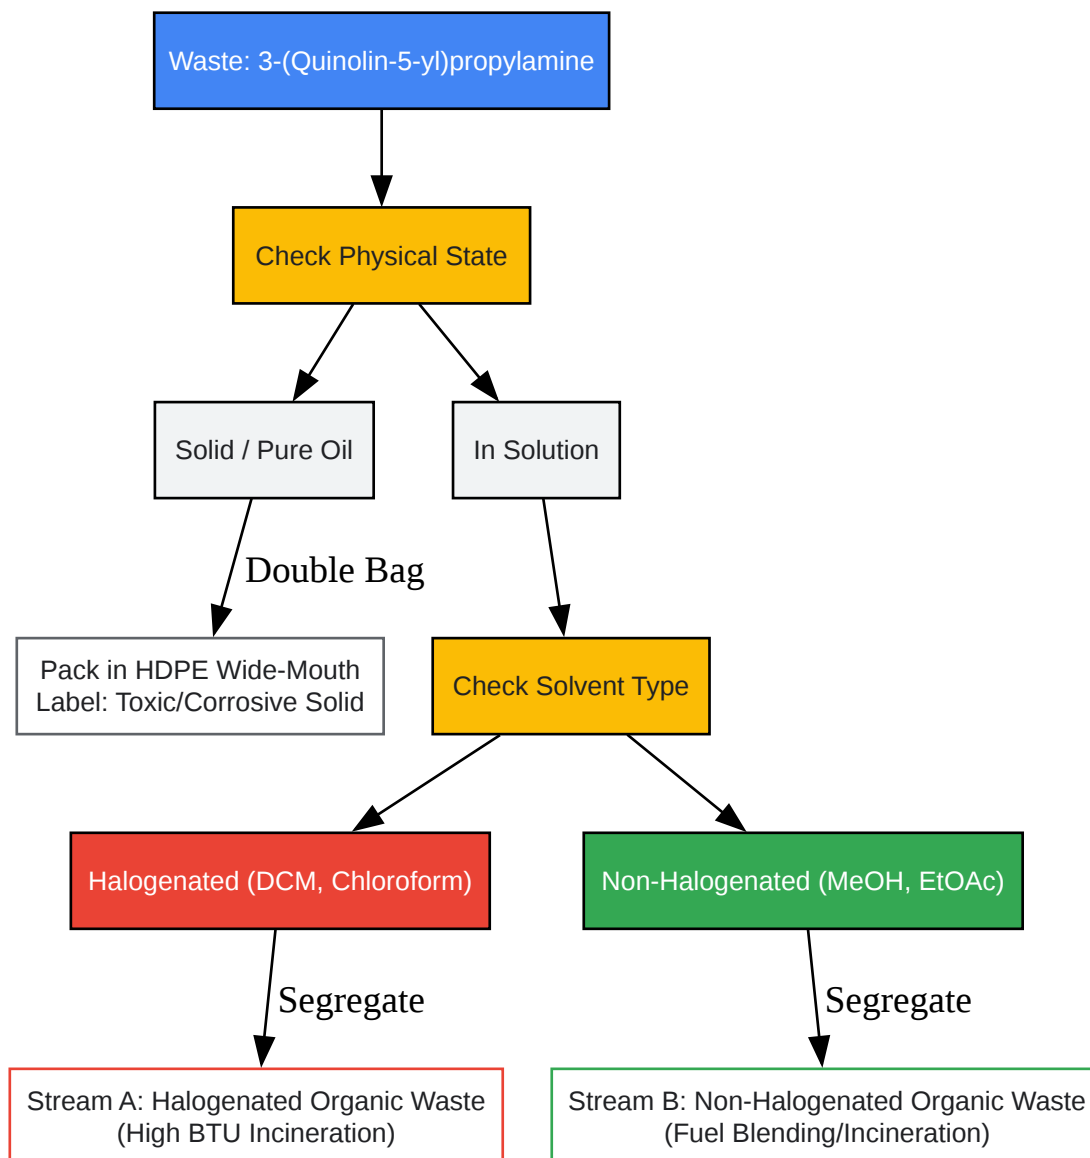 Waste: 3-(Quinolin-5-yl)propylamine
Check Physical State
Solid / Pure Oil
In Solution
Double Bag
Pack in HDPE Wide-Mouth
Label: Toxic/Corrosive Solid
Check Solvent Type
Halogenated (DCM, Chloroform)
Non-Halogenated (MeOH, EtOAc)
Segregate
Segregate
Stream A: Halogenated Organic Waste
(High BTU Incineration)
Stream B: Non-Halogenated Organic Waste
(Fuel Blending/Incineration)